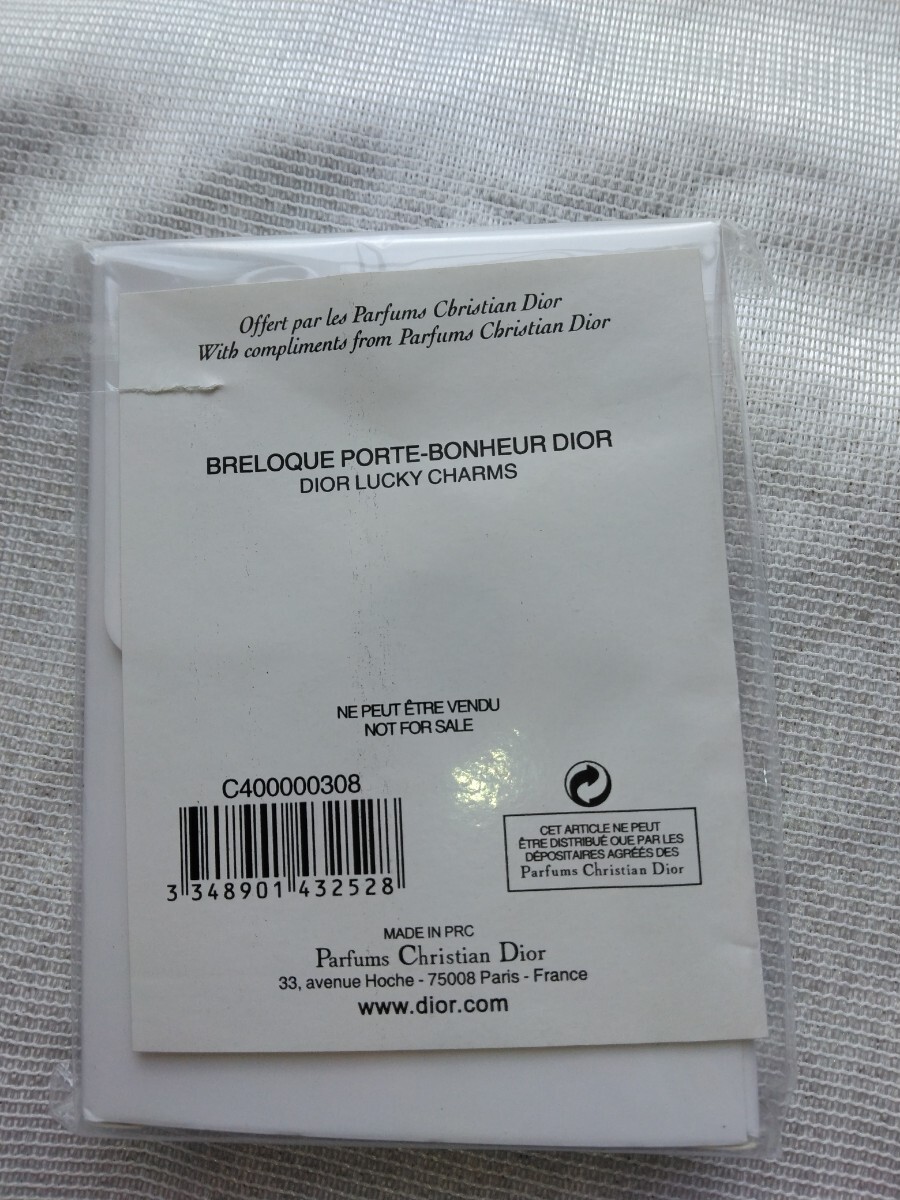 Offert par les Parfums Christian Dior
With compliments from Parfums Christian Dior
BRELOQUE PORTE-BONHEUR DIOR
DIOR LUCKY CHARMS
NE PEUT ÊTRE VENDU
NOT FOR SALE
C400000308
3 348901 432528
CET ARTICLE NE PEUT
ÊTRE DISTRIBUÉ QUE PAR LES
DÉPOSITAIRES AGRÉÉS DES
Parfums Christian Dior
MADE IN PRC
Parfums Christian Dior
33, avenue Hoche - 75008 Paris - France
www.dior.com